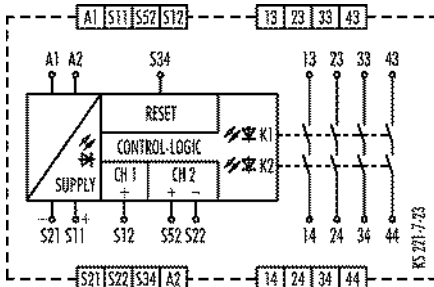 A1 S11 S52 S12 13 23 33 43
A1 A2 S34 13 23 33 43
RESET
K1
CONTROL-LOGIC
K2
CH 1 CH 2
SUPPLY + + −
− +
S21 S11 S12 S52 S22 14 24 34 44
KS 221-7-23
S21 S22 S34 A2 14 24 34 44